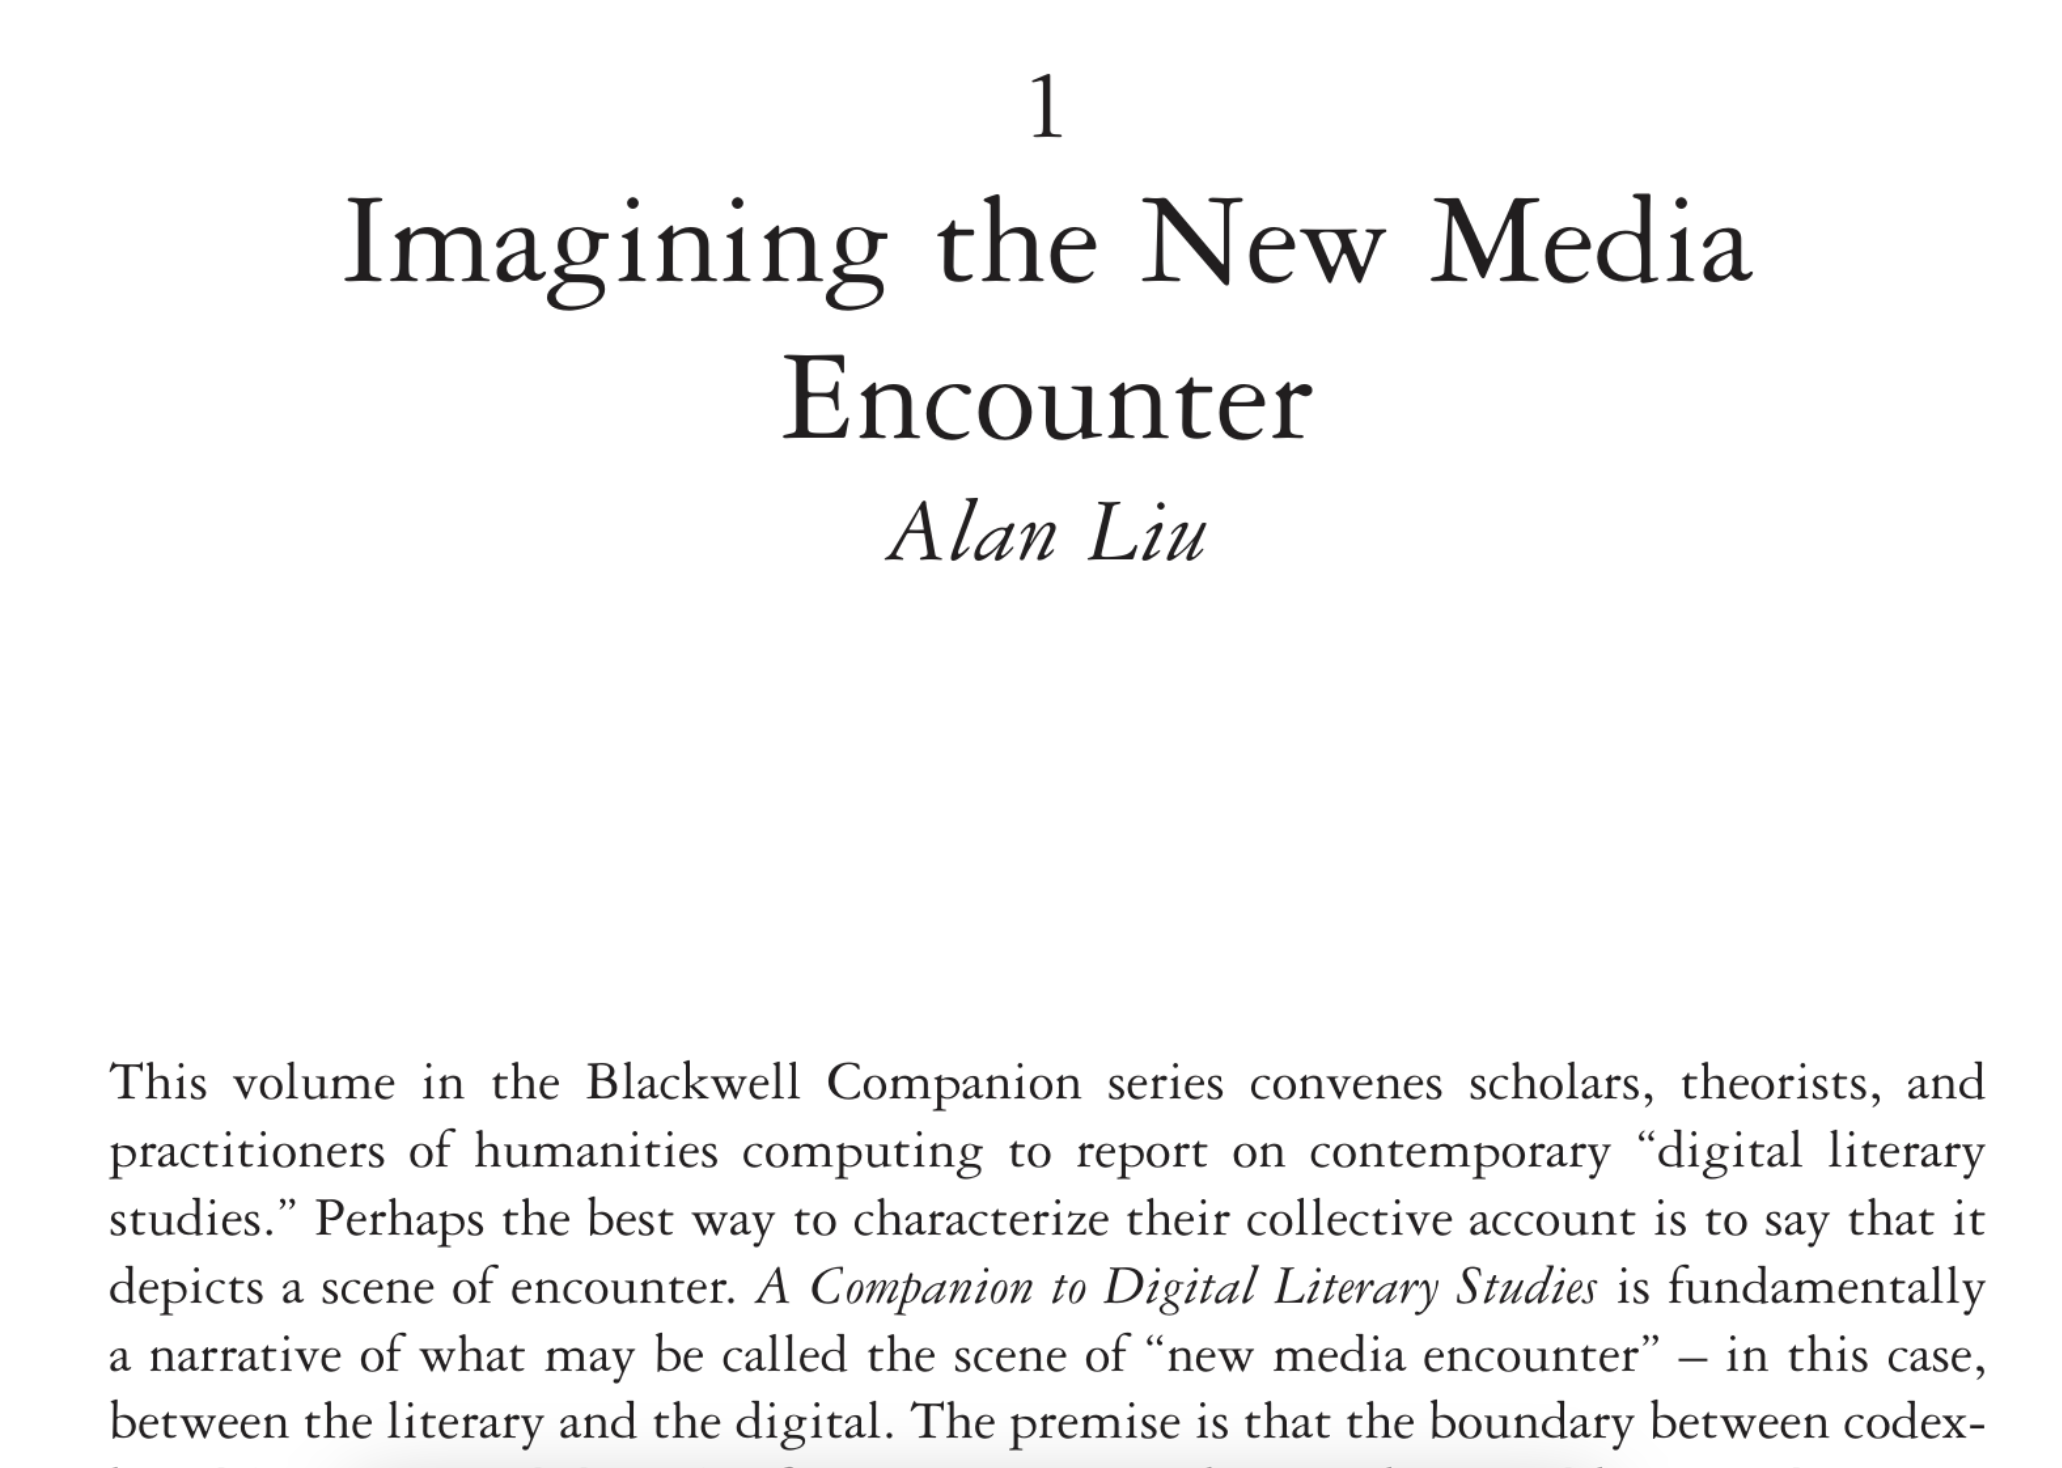 1
Imagining the New Media
Encounter
Alan Liu
This volume in the Blackwell Companion series convenes scholars, theorists, and
practitioners of humanities computing to report on contemporary “digital literary
studies.” Perhaps the best way to characterize their collective account is to say that it
depicts a scene of encounter. A Companion to Digital Literary Studies is fundamentally
a narrative of what may be called the scene of “new media encounter” – in this case,
between the literary and the digital. The premise is that the boundary between codex-